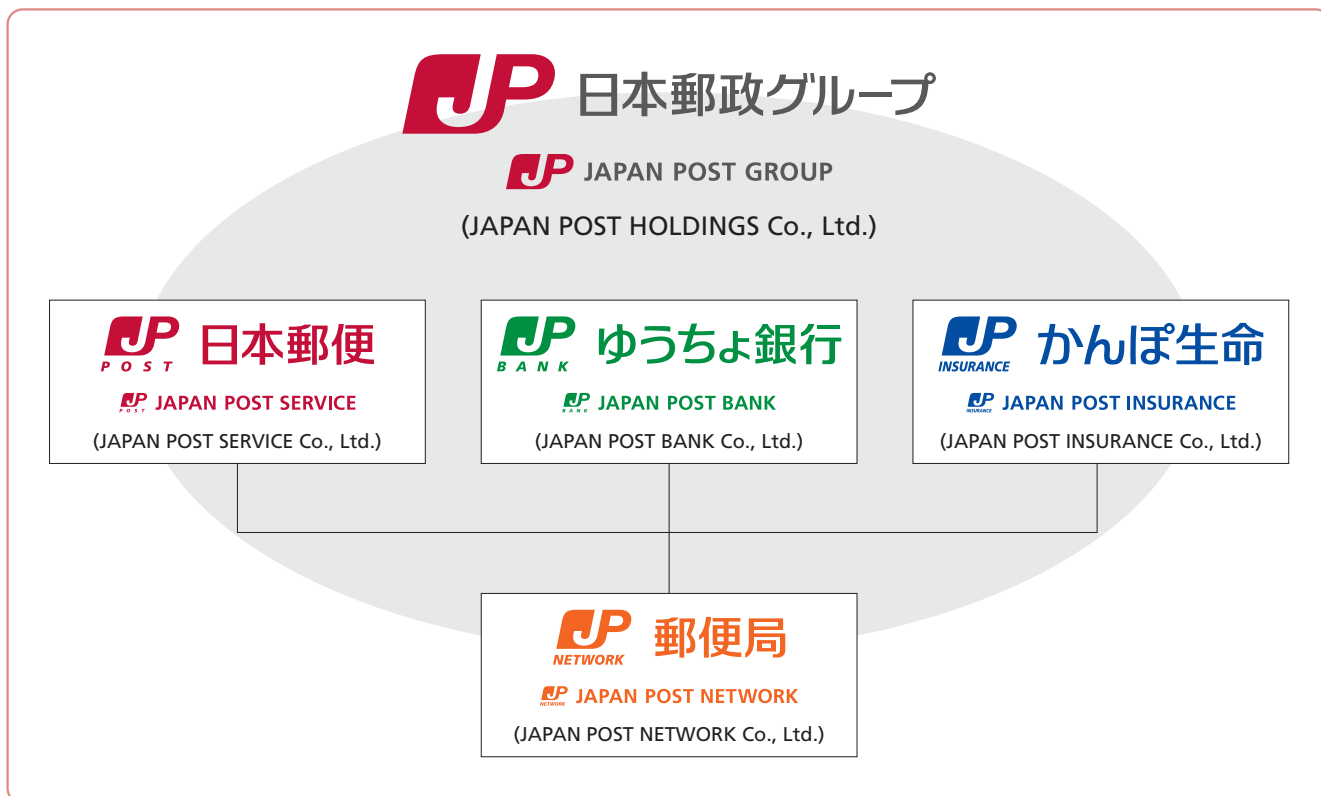 JP 日本郵政グループ
JP JAPAN POST GROUP
(JAPAN POST HOLDINGS Co., Ltd.)
JP POST 日本郵便
JP POST JAPAN POST SERVICE
(JAPAN POST SERVICE Co., Ltd.)
JP BANK ゆうちょ銀行
JP BANK JAPAN POST BANK
(JAPAN POST BANK Co., Ltd.)
JP INSURANCE かんぽ生命
JP INSURANCE JAPAN POST INSURANCE
(JAPAN POST INSURANCE Co., Ltd.)
JP NETWORK 郵便局
JP NETWORK JAPAN POST NETWORK
(JAPAN POST NETWORK Co., Ltd.)